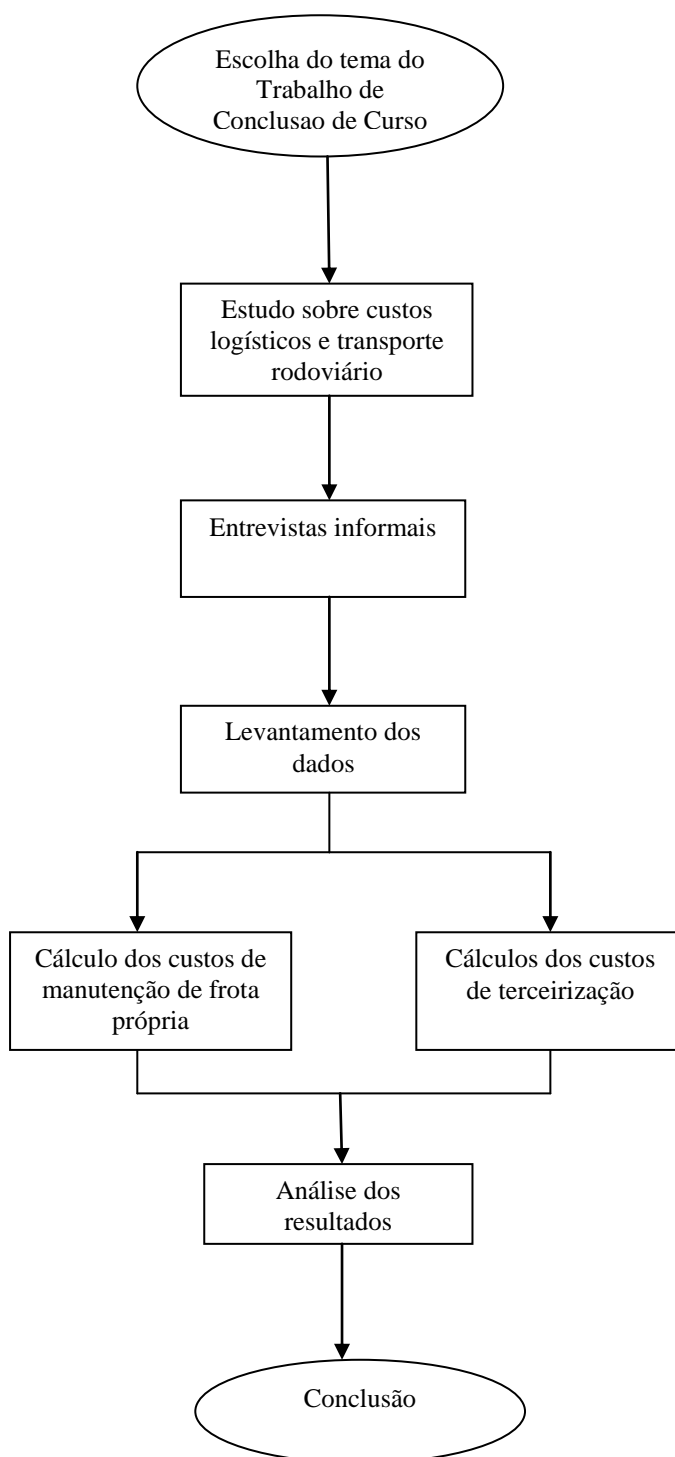 Escolha do tema do
Trabalho de
Conclusao de Curso
Estudo sobre custos
logísticos e transporte
rodoviário
Entrevistas informais
Levantamento dos
dados
Cálculo dos custos de
manutenção de frota
própria
Cálculos dos custos
de terceirização
Análise dos
resultados
Conclusão